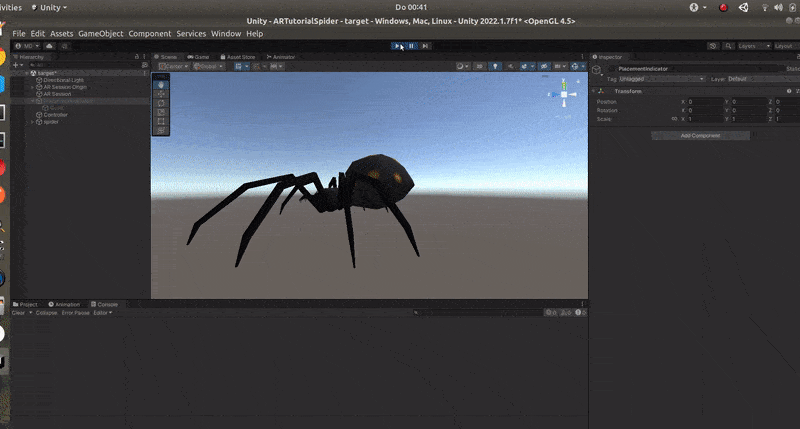 ivities Unity Do 00:41
Unity - ARTutorialSpider - target - Windows, Mac, Linux - Unity 2022.1.7f1* <OpenGL 4.5>
File Edit Assets GameObject Component Services Window Help
MD Layers Layout
Hierarchy Scene Game Asset Store Animator Inspector
All Center Global PlacementIndicator Static
target* Tag Untagged Layer Default
Directional Light
AR Session Origin Transform
AR Session Position X 0 Y 0 Z 0
Rotation X 0 Y 0 Z 0
Controller Scale X 1 Y 1 Z 1
spider
Add Component
Project Animation Console
Clear Collapse Error Pause Editor 0 0 0